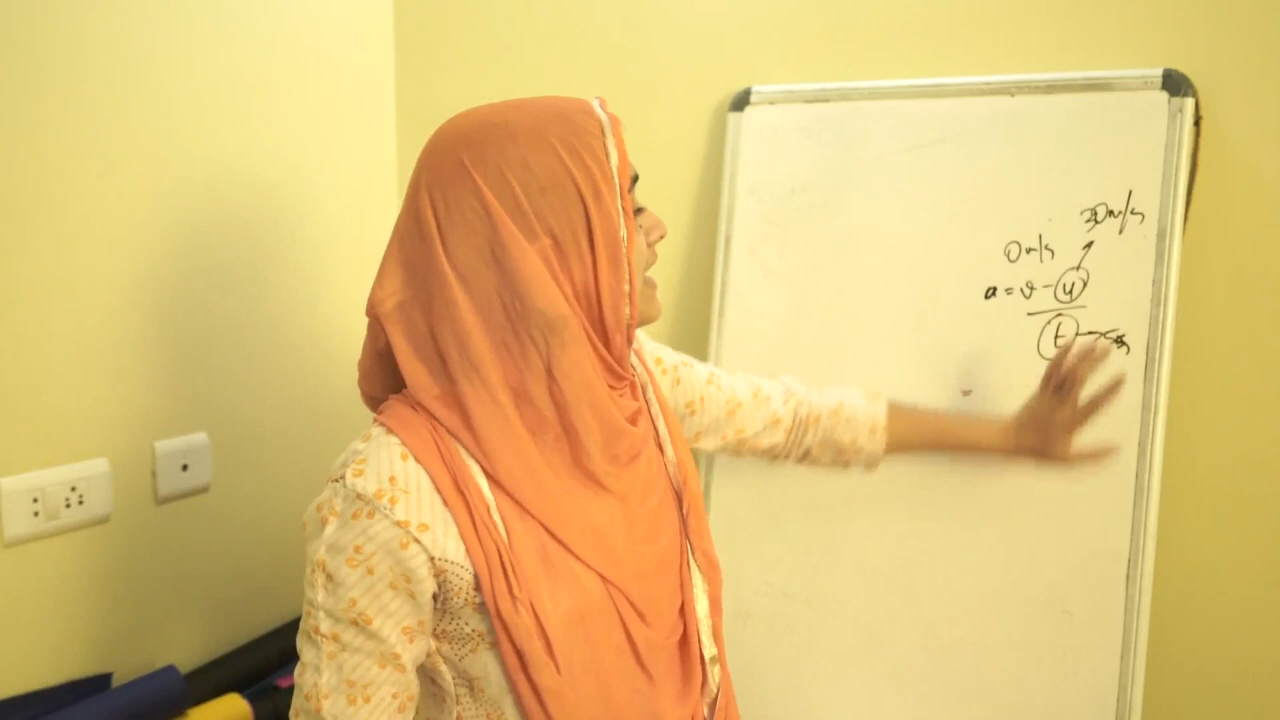 30m/s
0m/s
a = v - u
t